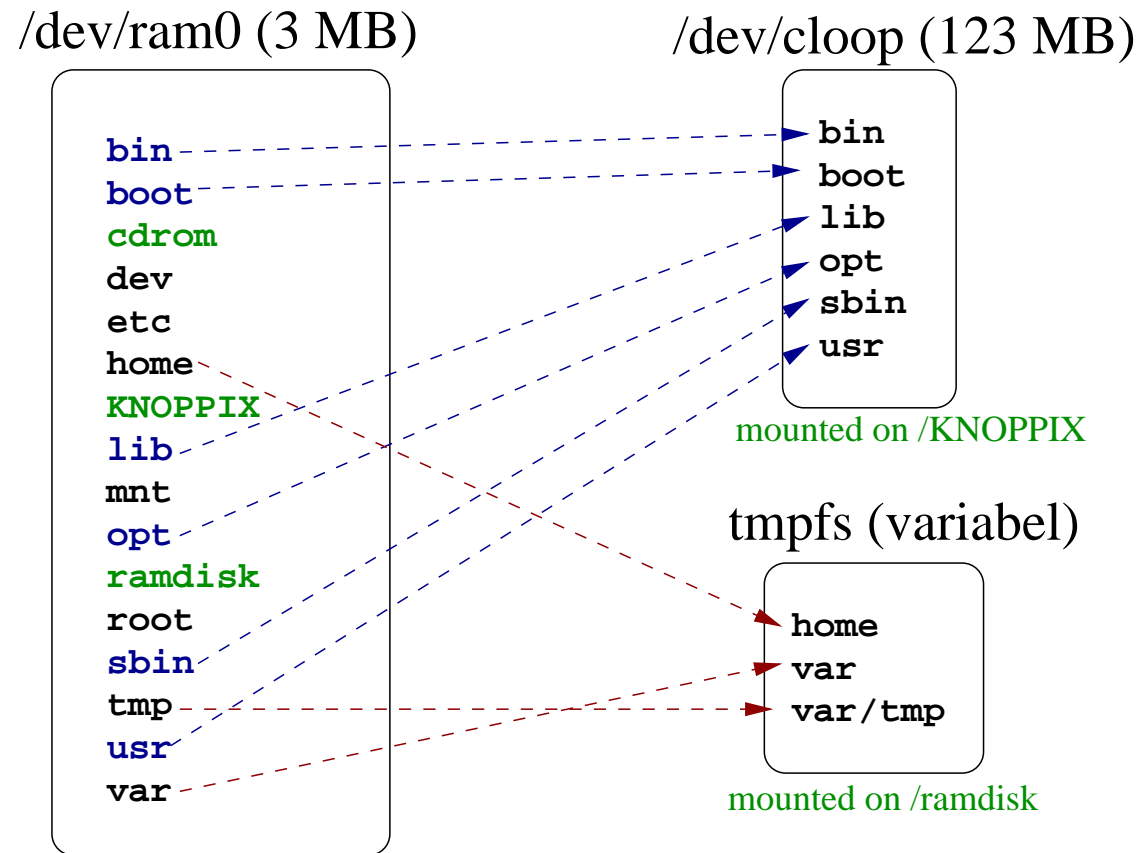 /dev/ram0 (3 MB)
bin
boot
cdrom
dev
etc
home
KNOPPIX
lib
mnt
opt
ramdisk
root
sbin
tmp
usr
var
/dev/cloop (123 MB)
bin
boot
lib
opt
sbin
usr
mounted on /KNOPPIX
tmpfs (variabel)
home
var
var/tmp
mounted on /ramdisk